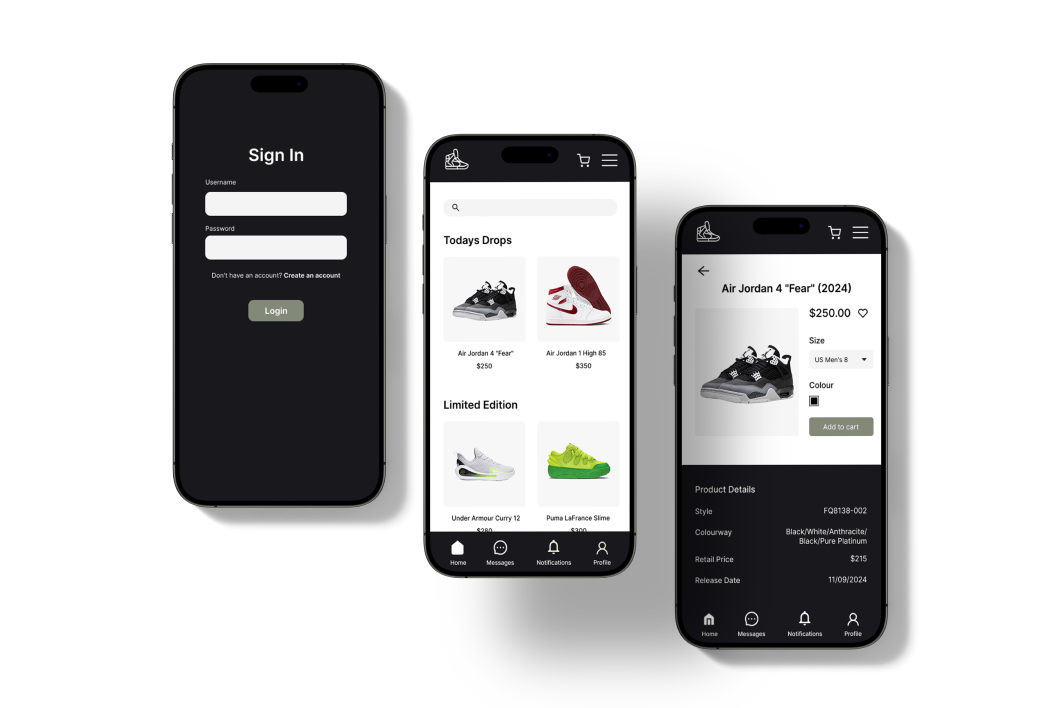 Sign In
Username
Password
Don't have an account? Create an account
Login
Todays Drops
Air Jordan 4 "Fear"
$250
Air Jordan 1 High 85
$350
Limited Edition
Under Armour Curry 12
$280
Puma LaFrance Slime
$300
Home
Messages
Notifications
Profile
Air Jordan 4 "Fear" (2024)
$250.00
Size
US Men's 8
Colour
Add to cart
Product Details
Style
FQ8138-002
Colourway
Black/White/Anthracite/
Black/Pure Platinum
Retail Price
$215
Release Date
11/09/2024
Home
Messages
Notifications
Profile